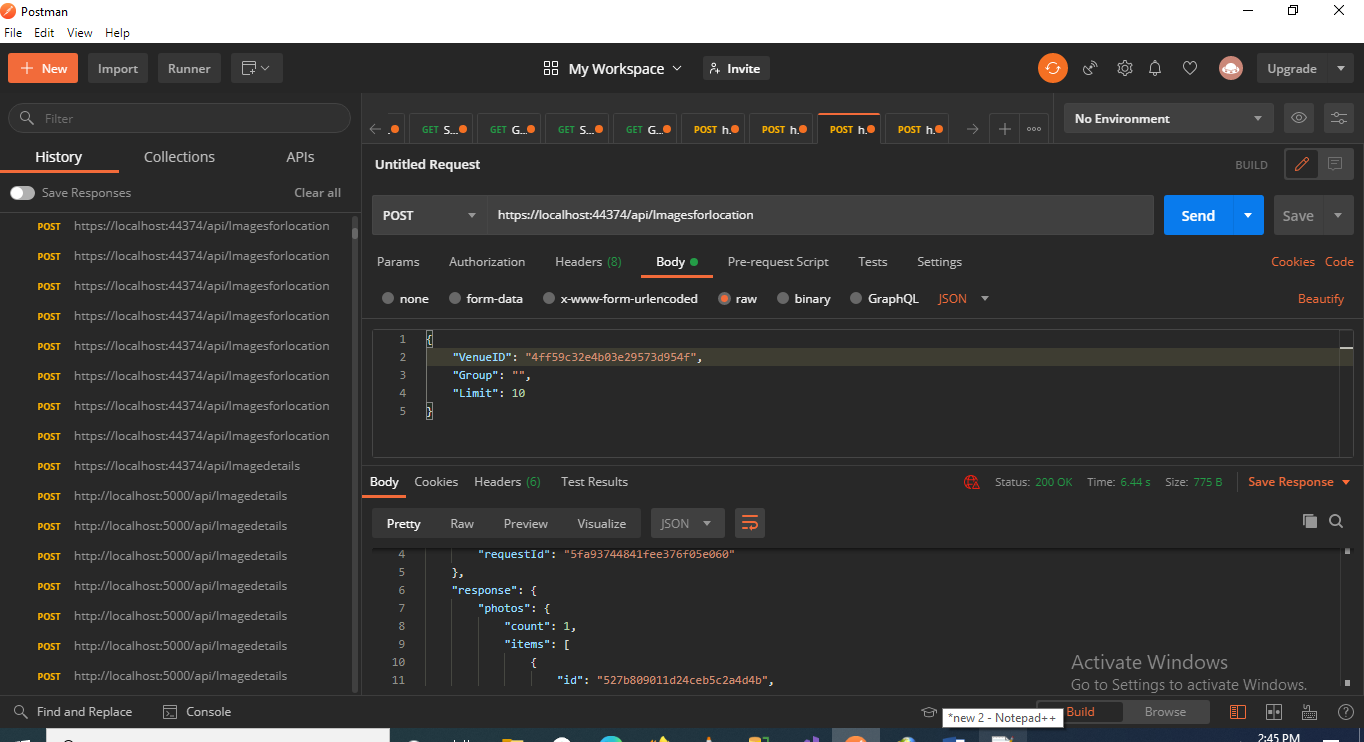 Postman
File Edit View Help
New Import Runner My Workspace Invite Upgrade
Filter
GET S... GET G... GET S... GET G... POST h. POST h. POST h. POST h. No Environment
History Collections APIs
Untitled Request BUILD
Save Responses Clear all
POST https://localhost:44374/api/Imagesforlocation Send Save
POST https://localhost:44374/api/Imagesforlocation
POST https://localhost:44374/api/Imagesforlocation
POST https://localhost:44374/api/Imagesforlocation
POST https://localhost:44374/api/Imagesforlocation
POST https://localhost:44374/api/Imagesforlocation
POST https://localhost:44374/api/Imagesforlocation
POST https://localhost:44374/api/Imagesforlocation
POST https://localhost:44374/api/Imagesforlocation
POST https://localhost:44374/api/Imagedetails
POST http://localhost:5000/api/Imagedetails
POST http://localhost:5000/api/Imagedetails
POST http://localhost:5000/api/Imagedetails
POST http://localhost:5000/api/Imagedetails
POST http://localhost:5000/api/Imagedetails
POST http://localhost:5000/api/Imagedetails
POST http://localhost:5000/api/Imagedetails
Params Authorization Headers (8) Body Pre-request Script Tests Settings Cookies Code
none form-data x-www-form-urlencoded raw binary GraphQL JSON Beautify
1 {
2 "VenueID": "4ff59c32e4b03e29573d954f",
3 "Group": "",
4 "Limit": 10
5 }
Body Cookies Headers (6) Test Results Status: 200 OK Time: 6.44 s Size: 775 B Save Response
Pretty Raw Preview Visualize JSON
4 "requestId": "5fa93744841fee376f05e060"
5 },
6 "response": {
7 "photos": {
8 "count": 1,
9 "items": [
10 {
11 "id": "527b809011d24ceb5c2a4d4b",
Activate Windows
Go to Settings to activate Windows.
Find and Replace Console Build Browse
*new 2 - Notepad++
2:45 PM